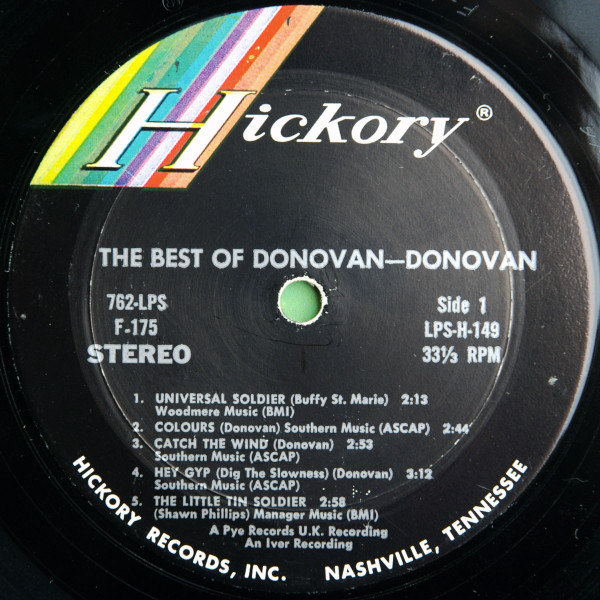 Hickory®
THE BEST OF DONOVAN—DONOVAN
762-LPS
F-175
STEREO
Side 1
LPS-H-149
33⅓ RPM
1. UNIVERSAL SOLDIER (Buffy St. Marie) 2:13
Woodmere Music (BMI)
2. COLOURS (Donovan) Southern Music (ASCAP) 2:44
3. CATCH THE WIND (Donovan) 2:53
Southern Music (ASCAP)
4. HEY GYP (Dig The Slowness) (Donovan) 3:12
Southern Music (ASCAP)
5. THE LITTLE TIN SOLDIER 2:58
(Shawn Phillips) Manager Music (BMI)
A Pye Records U.K. Recording
An Iver Recording
HICKORY RECORDS, INC. NASHVILLE, TENNESSEE